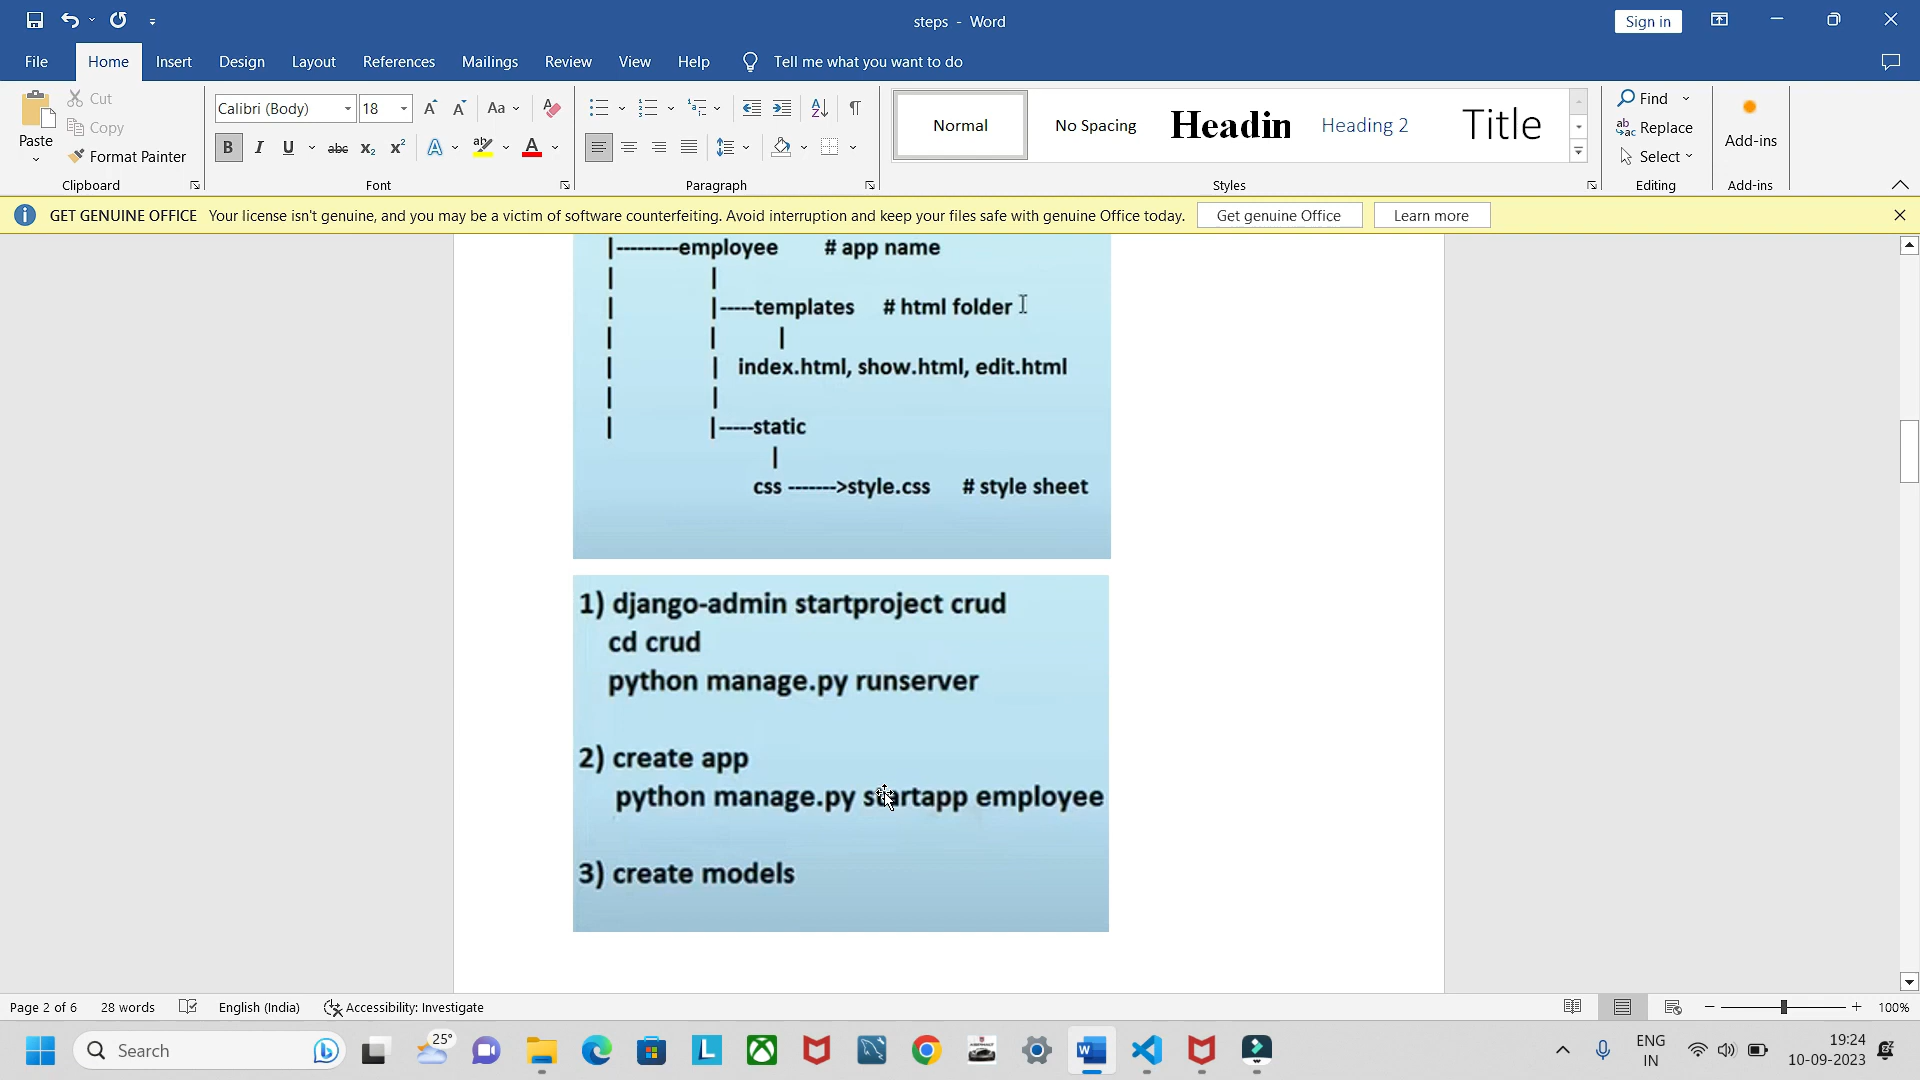 steps - Word
Sign in
File Home Insert Design Layout References Mailings Review View Help Tell me what you want to do
Paste
Cut
Copy
Format Painter
Clipboard
Calibri (Body) 18
Font
Paragraph
Normal
No Spacing
Headin
Heading 2
Title
Styles
Find
Replace
Select
Editing
Add-ins
Add-ins
GET GENUINE OFFICE Your license isn't genuine, and you may be a victim of software counterfeiting. Avoid interruption and keep your files safe with genuine Office today. Get genuine Office Learn more
|---------employee # app name
| |
| |-----templates # html folder
| | |
| | index.html, show.html, edit.html
| |
| |-----static
|
css ------->style.css # style sheet
1) django-admin startproject crud
cd crud
python manage.py runserver
2) create app
python manage.py startapp employee
3) create models
Page 2 of 6 28 words English (India) Accessibility: Investigate 100%
Search
25°
ENG
IN
19:24
10-09-2023